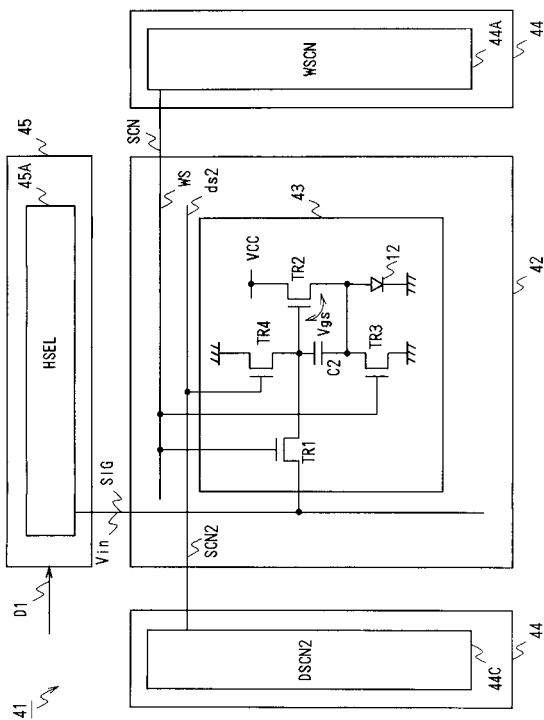 41
D1
45
45A
HSEL
Vin
SIG
SCN
WS
ds2
43
VCC
TR4
TR2
Vgs
12
C2
TR3
TR1
SCN2
WSCN
44A
44
42
DSCN2
44C
44